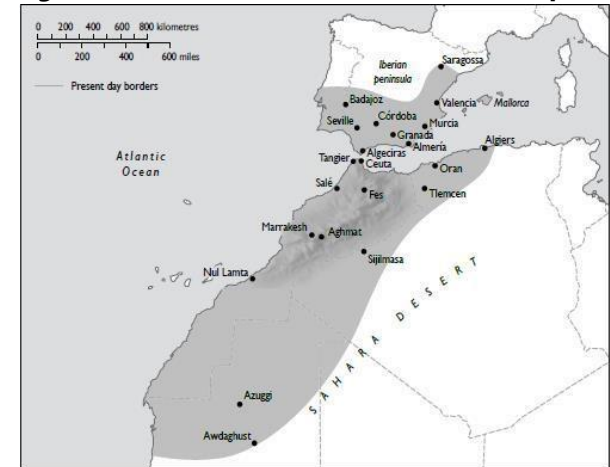 0 200 400 600 800 kilometres
0 200 400 600 miles
Present day borders
Iberian
peninsula
Saragossa
Badajoz
Valencia
Mallorca
Seville
Córdoba
Murcia
Granada
Almería
Algiers
Atlantic
Ocean
Tangier
Algeciras
Ceuta
Oran
Salé
Fes
Tlemcen
Marrakesh
Aghmat
Sijilmasa
Nul Lamta
SAHARA DESERT
Azuggi
Awdaghust